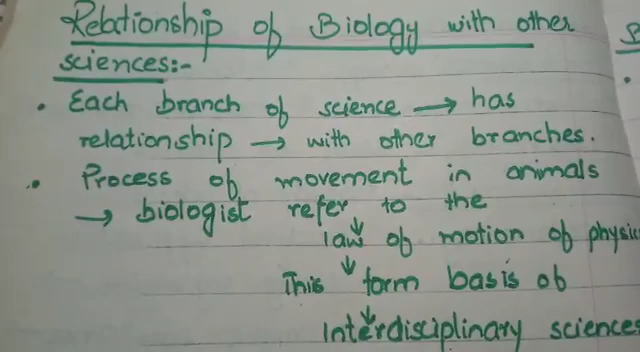 Relationship of Biology with other
sciences:-
• Each branch of science → has
relationship → with other branches.
• Process of movement in animals
→ biologist refer to the
law of motion of physic
This form basis of
Interdisciplinary sciences